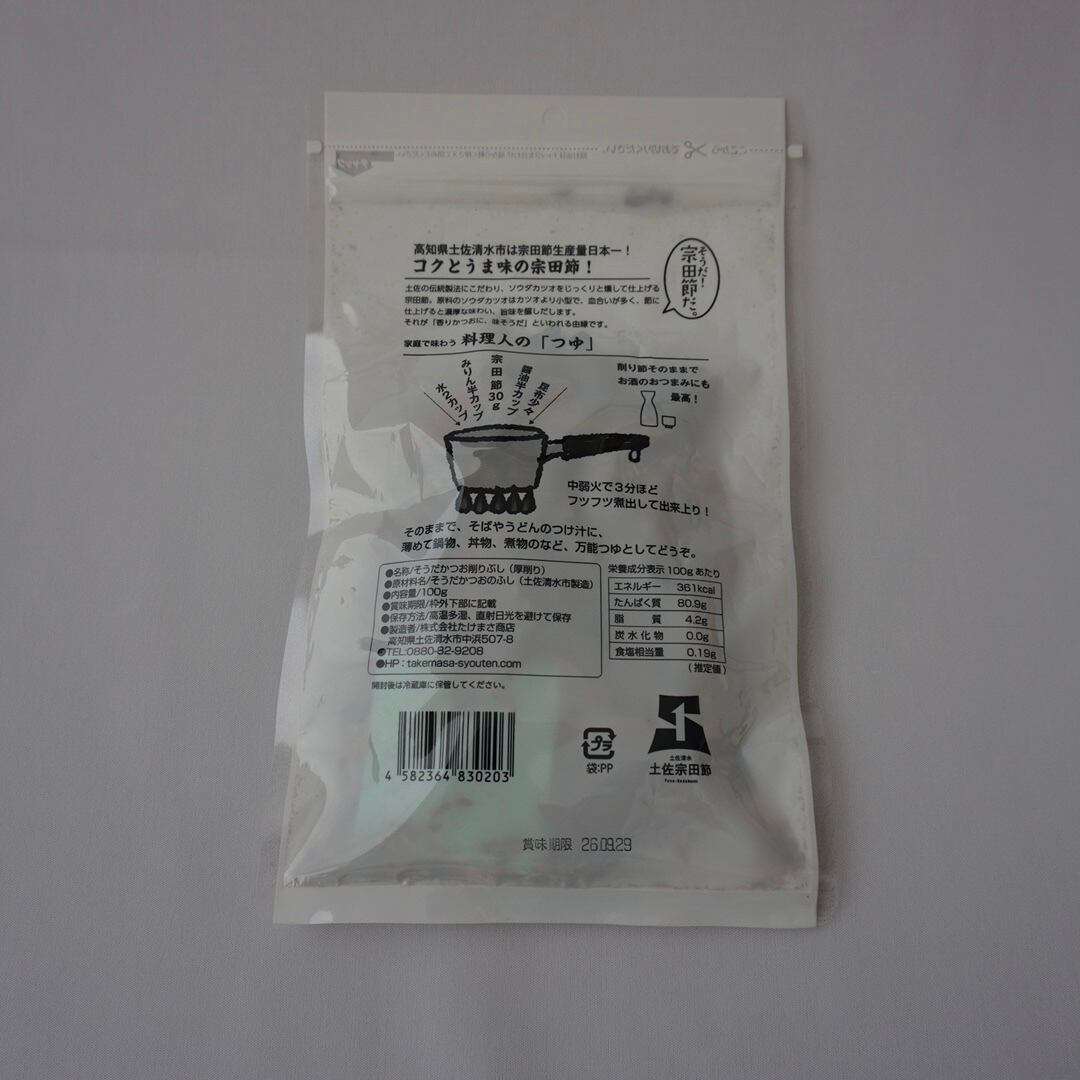 高知県土佐清水市は宗田節生産量日本一！
コクとうま味の宗田節！
そうだ！
宗田節だ。
土佐の伝統製法にこだわり、ソウダカツオをじっくりと燻して仕上げる
宗田節。原料のソウダカツオはカツオより小型で、血合いが多く、節に
仕上げると濃厚な味わい、旨味を醸しだします。
それが「香りかつおに、味そうだ」といわれる由縁です。
家庭で味わう 料理人の「つゆ」
水2カップ
みりん半カップ
宗田節30g
醤油半カップ
昆布少々
削り節そのままで
お酒のおつまみにも
最高！
中弱火で3分ほど
フツフツ煮出して出来上り！
そのままで、そばやうどんのつけ汁に、
薄めて鍋物、丼物、煮物のなど、万能つゆとしてどうぞ。
●名称/そうだかつお削りぶし（厚削り）
●原材料名/そうだかつおのふし（土佐清水市製造）
●内容量/100g
●賞味期限/枠外下部に記載
●保存方法/高温多湿、直射日光を避けて保存
●製造者/株式会社たけまさ商店
高知県土佐清水市中浜507-8
●TEL:0880-82-9208
●HP：takemasa-syouten.com
開封後は冷蔵庫に保管してください。
栄養成分表示 100gあたり
エネルギー 361kcal
たんぱく質 80.9g
脂質 4.2g
炭水化物 0.0g
食塩相当量 0.19g
(推定値)
4 582364 830203
プラ
袋:PP
土佐清水
土佐宗田節
賞味期限 26.09.29